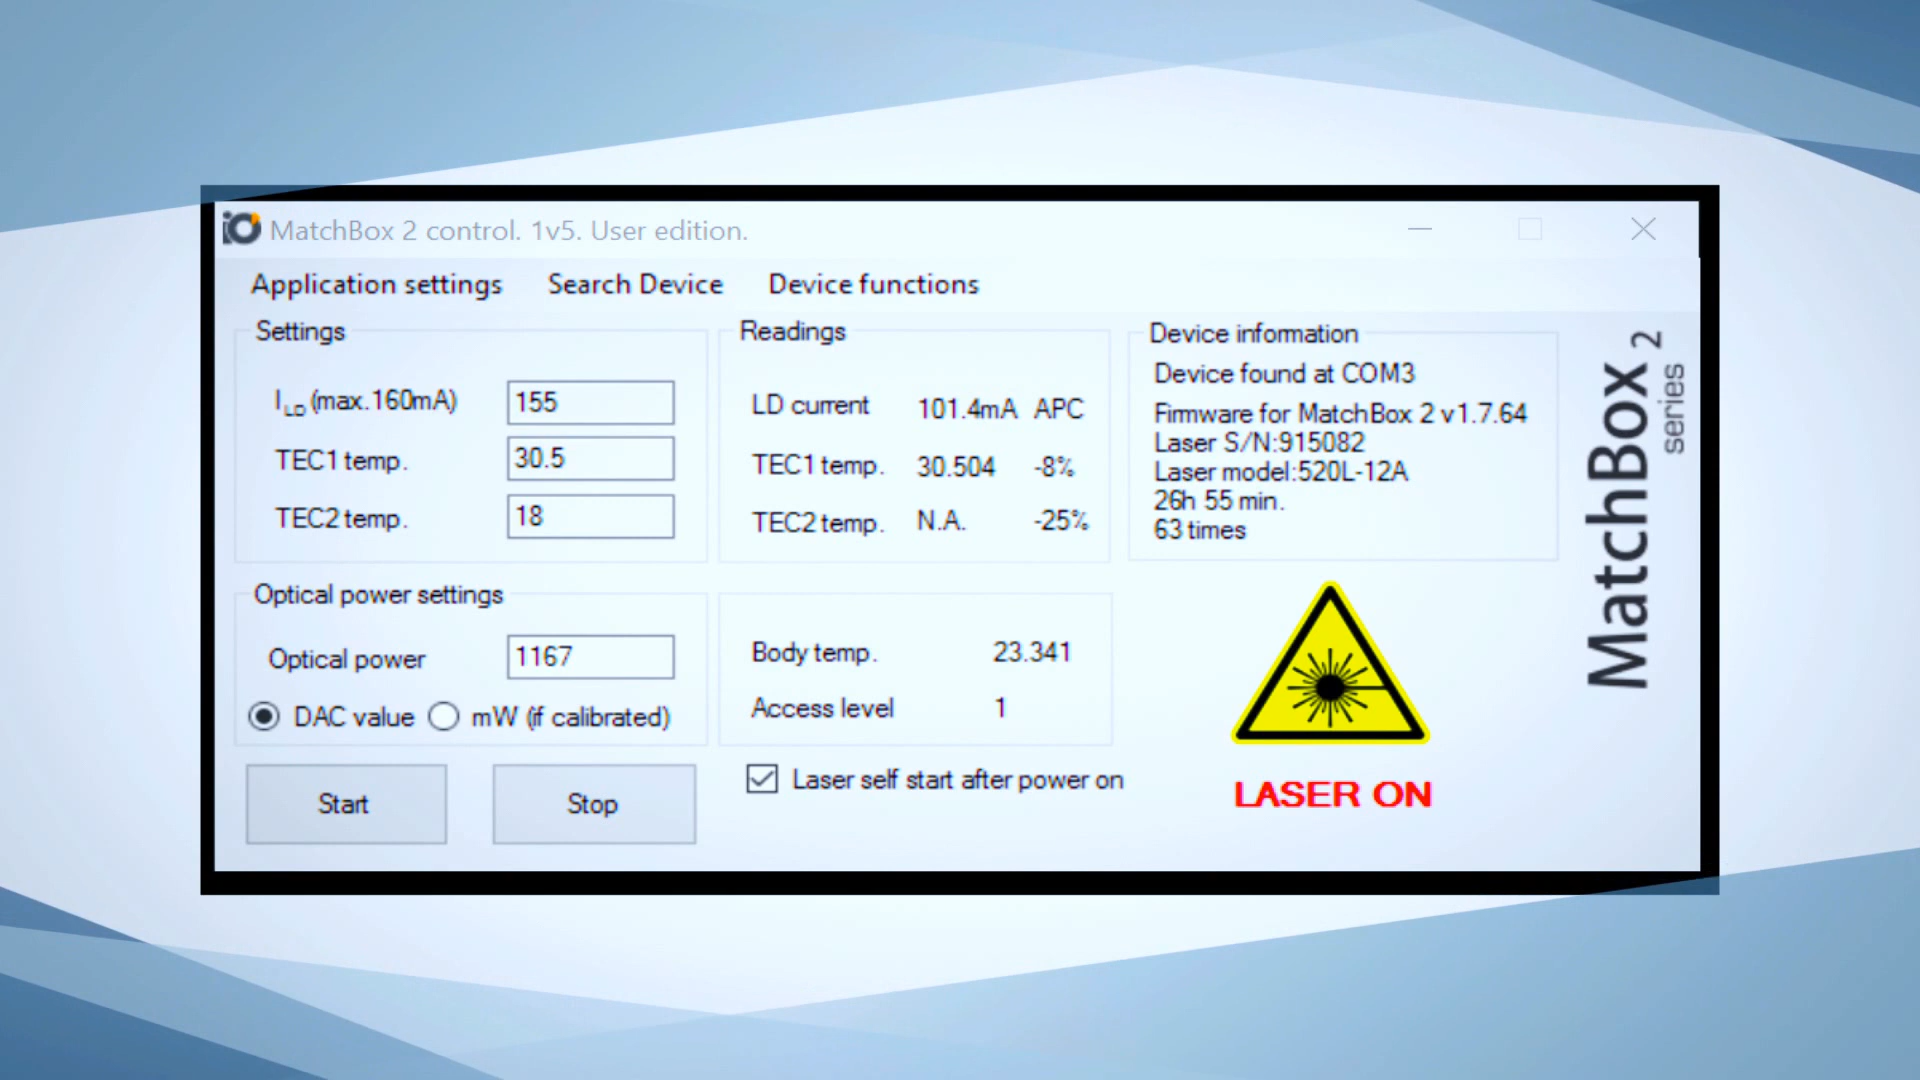 MatchBox 2 control. 1v5. User edition.
Application settings Search Device Device functions
Settings
I LD (max.160mA) 155
TEC1 temp. 30.5
TEC2 temp. 18
Readings
LD current 101.4mA APC
TEC1 temp. 30.504 -8%
TEC2 temp. N.A. -25%
Device information
Device found at COM3
Firmware for MatchBox 2 v1.7.64
Laser S/N:915082
Laser model:520L-12A
26h 55 min.
63 times
MatchBox 2
series
Optical power settings
Optical power 1167
DAC value mW (if calibrated)
Body temp. 23.341
Access level 1
Start Stop
Laser self start after power on
LASER ON